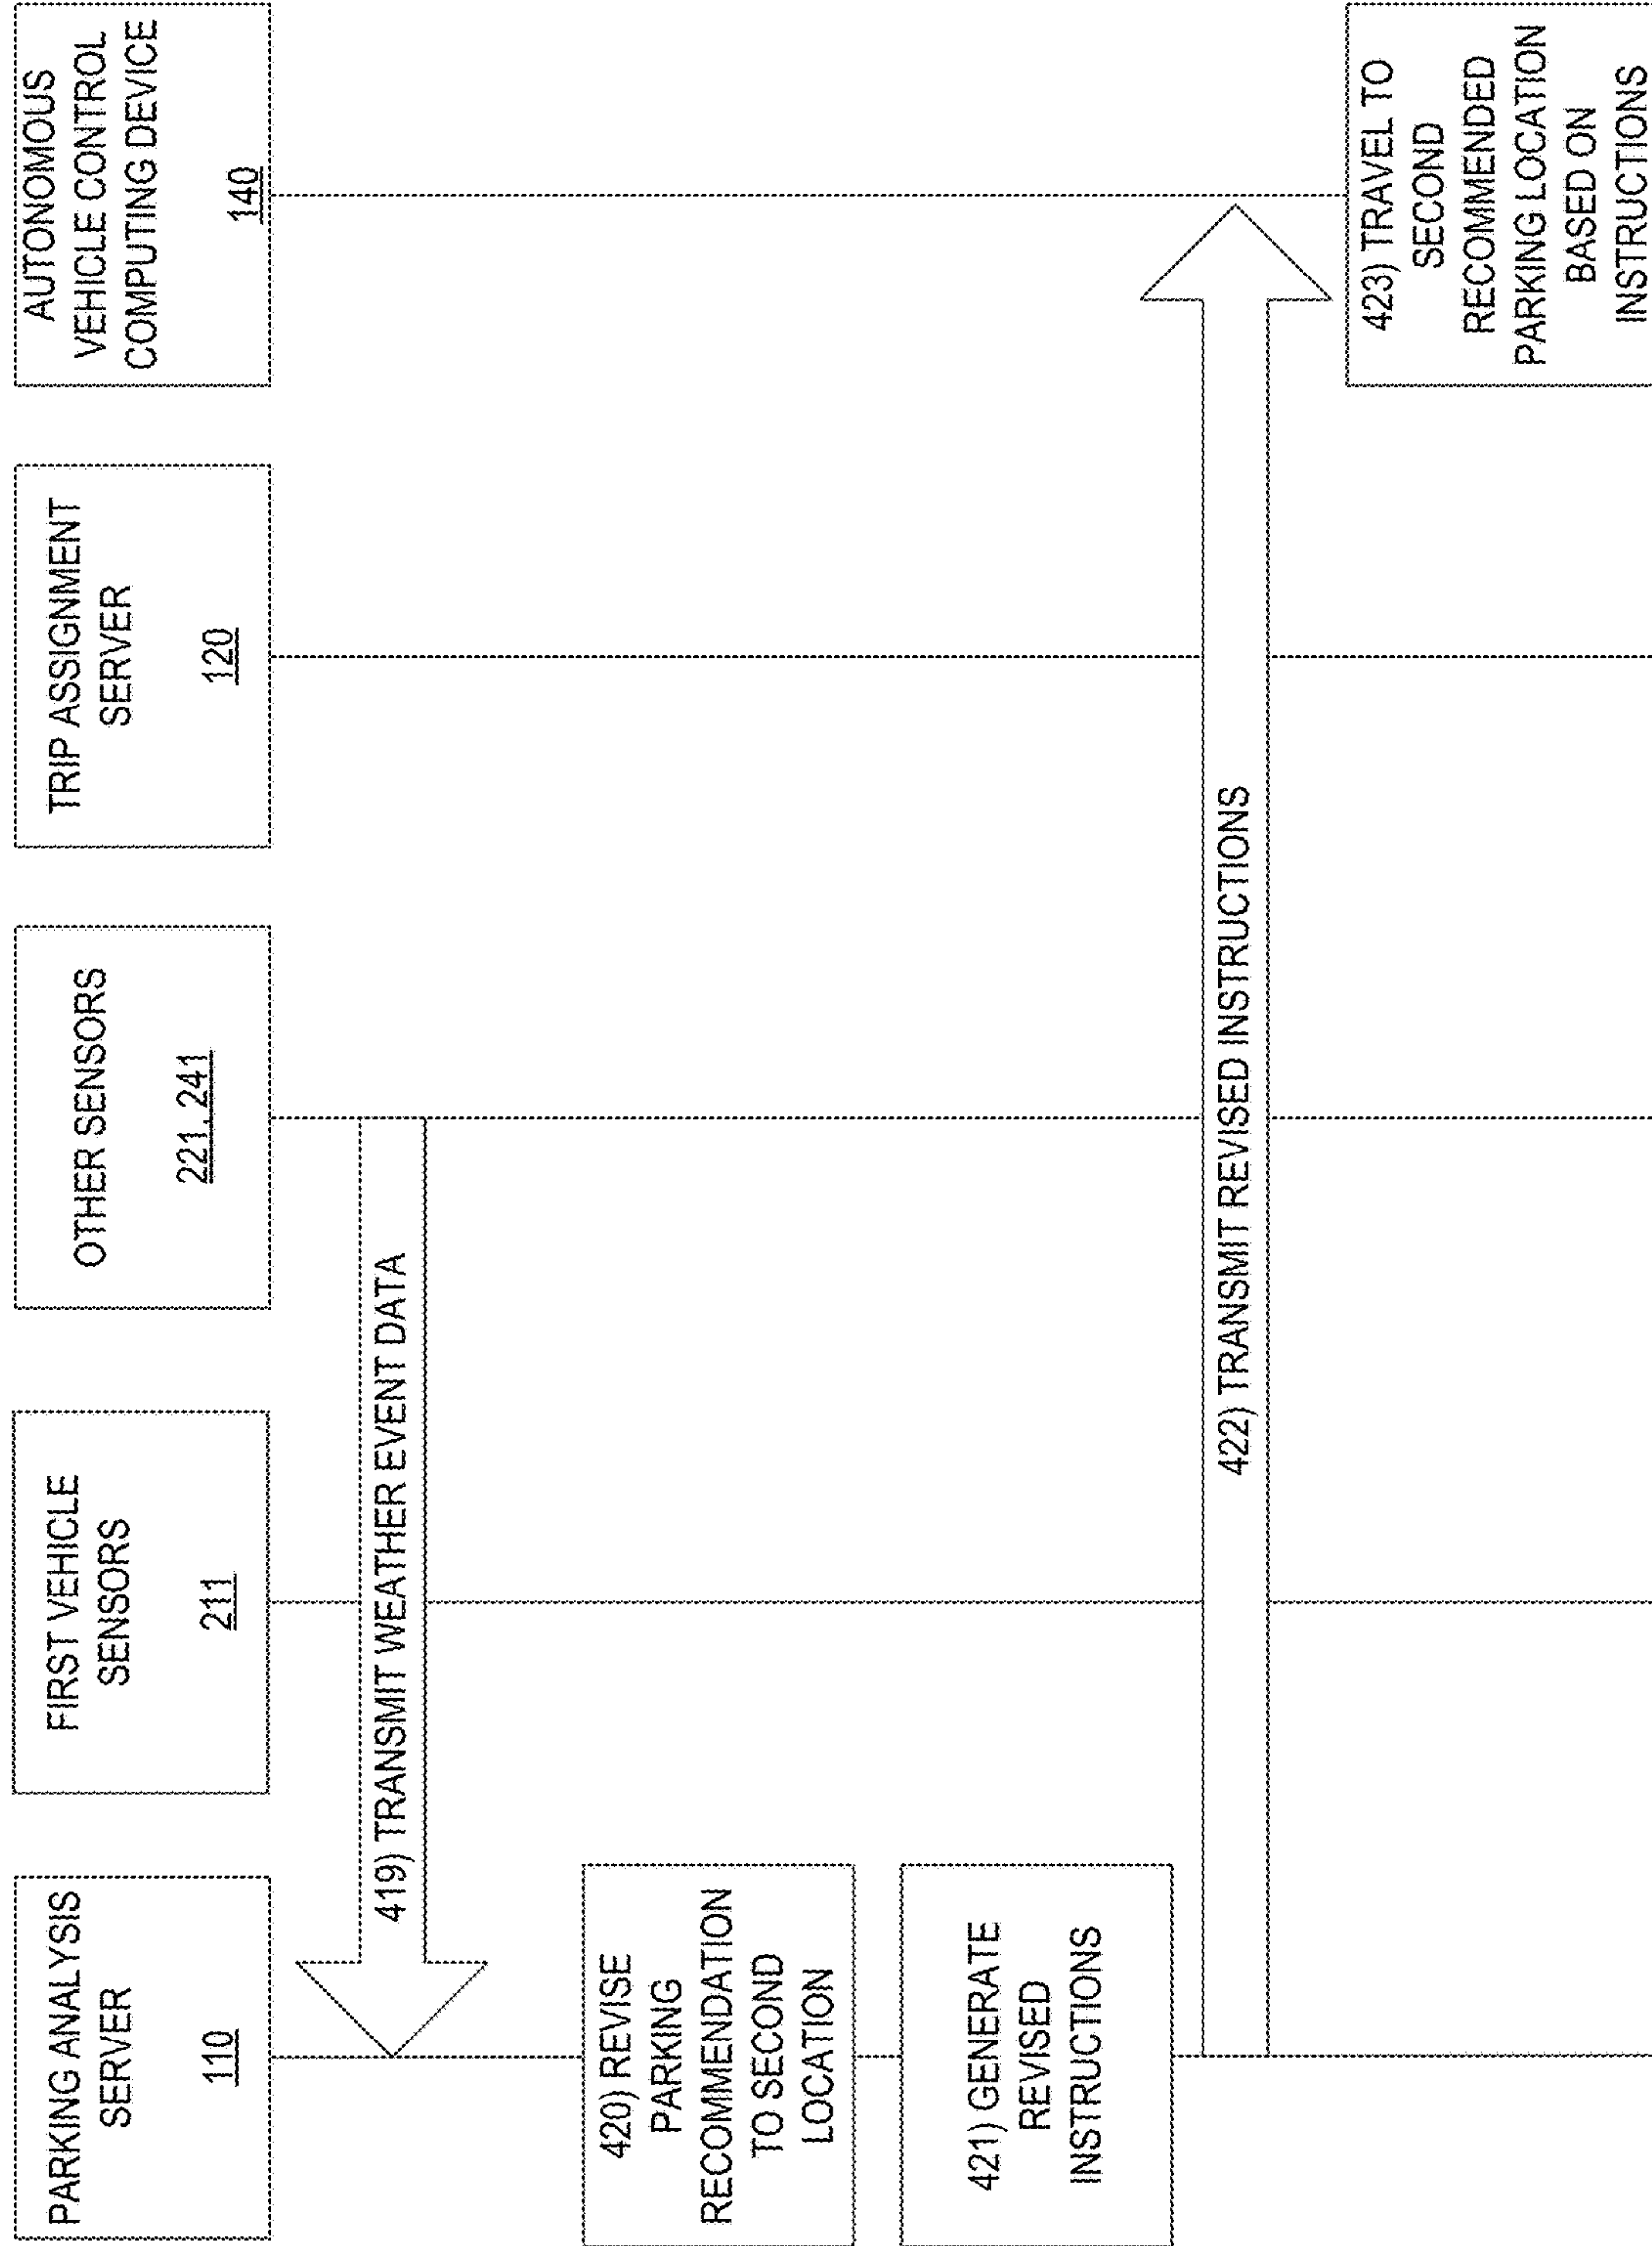 PARKING ANALYSIS
SERVER
110
FIRST VEHICLE
SENSORS
211
OTHER SENSORS
221, 241
TRIP ASSIGNMENT
SERVER
120
AUTONOMOUS
VEHICLE CONTROL
COMPUTING DEVICE
140
419) TRANSMIT WEATHER EVENT DATA
420) REVISE
PARKING
RECOMMENDATION
TO SECOND
LOCATION
421) GENERATE
REVISED
INSTRUCTIONS
422) TRANSMIT REVISED INSTRUCTIONS
423) TRAVEL TO
SECOND
RECOMMENDED
PARKING LOCATION
BASED ON
INSTRUCTIONS